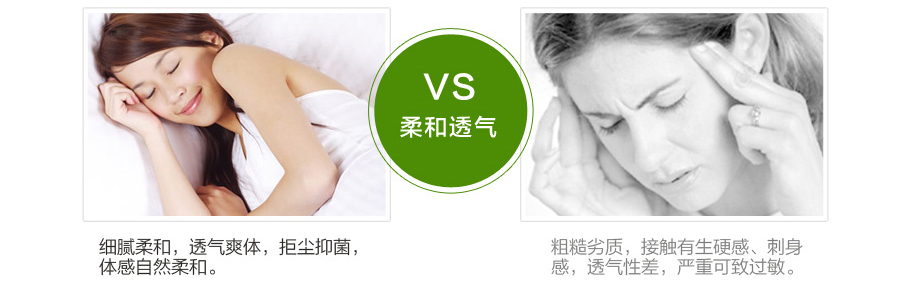 VS
柔和透气
细腻柔和，透气爽体，拒尘抑菌，
体感自然柔和。
粗糙劣质，接触有生硬感、刺身
感，透气性差，严重可致过敏。